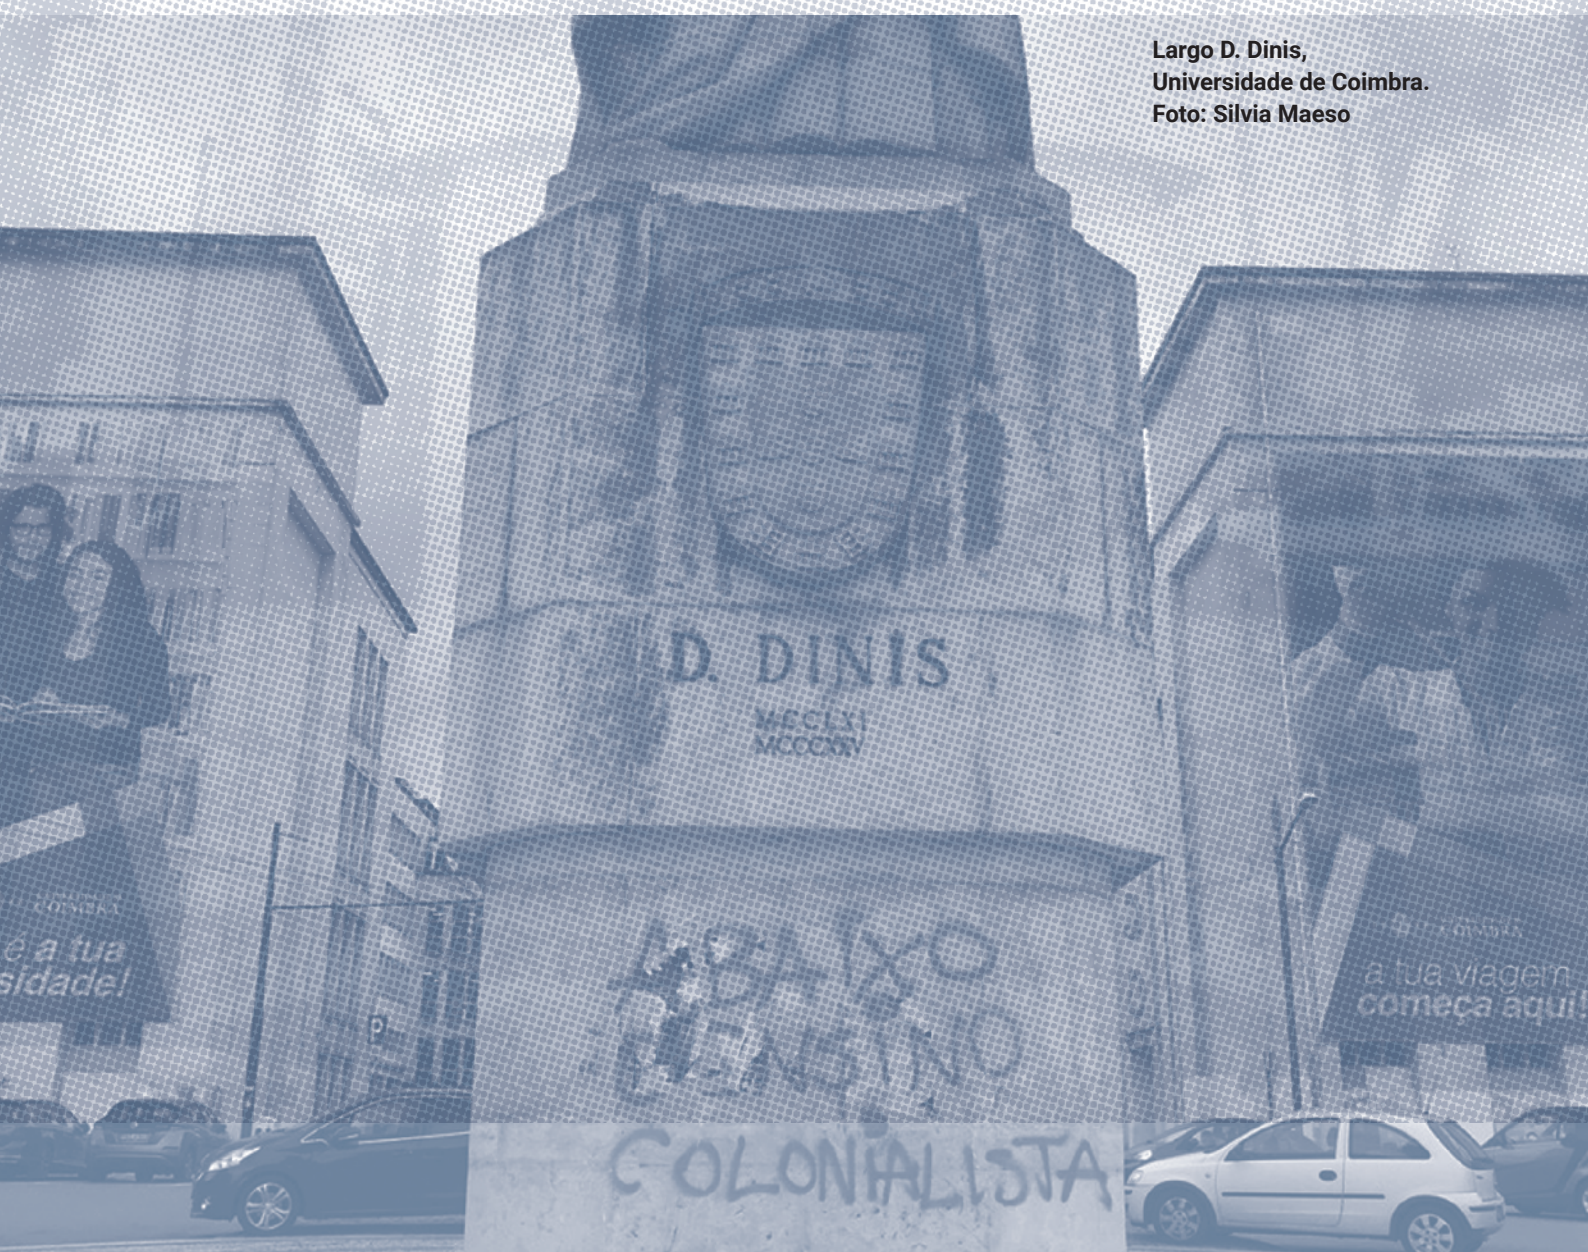 Largo D. Dinis,
Universidade de Coimbra.
Foto: Silvia Maeso
D. DINIS
MCCLXI
MCCCXXV
COIMBRA
é a tua
sidade!
P
COIMBRA
a tua viagem
começa aqui!
ABAIXO
ENSINO
COLONIALISTA